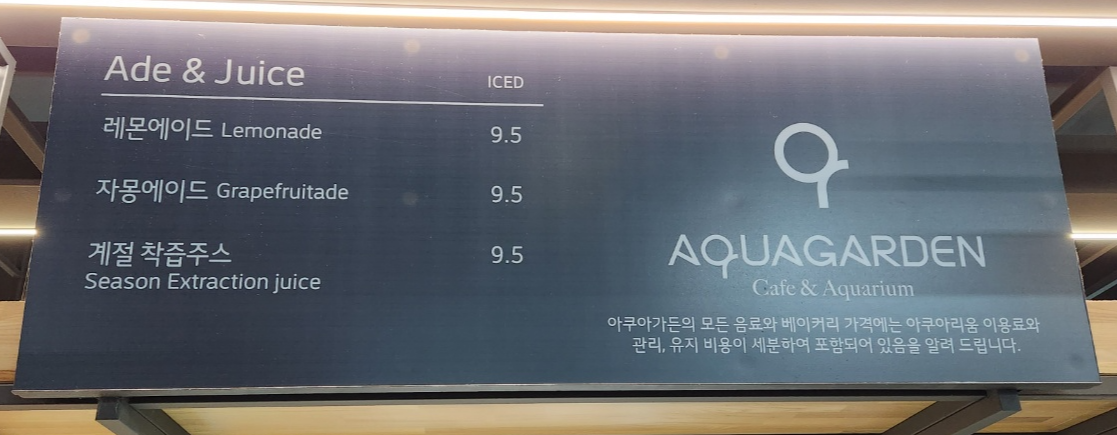 Ade & Juice ICED
레몬에이드 Lemonade 9.5
자몽에이드 Grapefruitade 9.5
계절 착즙주스 9.5
Season Extraction juice
AQUAGARDEN
Cafe & Aquarium
아쿠아가든의 모든 음료와 베이커리 가격에는 아쿠아리움 이용료와
관리, 유지 비용이 세분하여 포함되어 있음을 알려 드립니다.